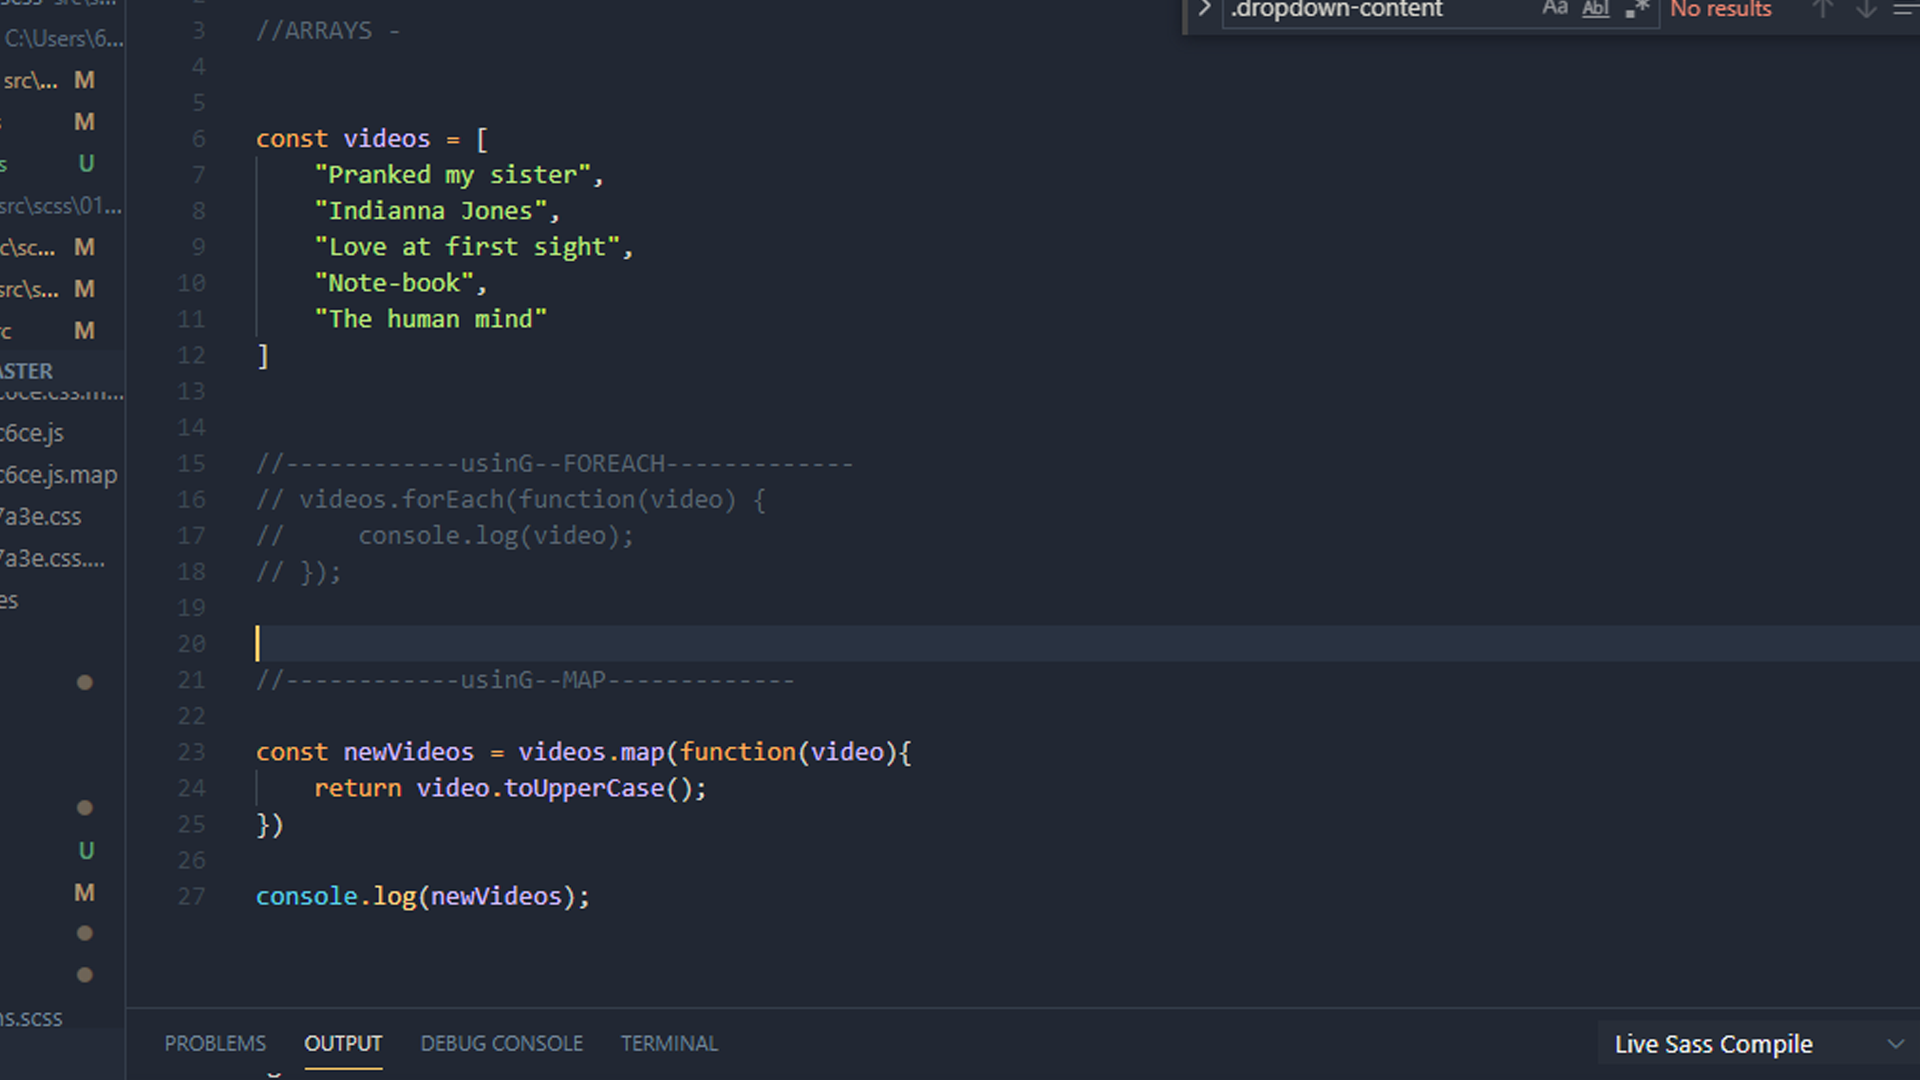 .dropdown-content Aa Abl .* No results
C:\Users\6...
src\... M
M
U
src\scss\01...
c\sc... M
src\s... M
rc M
ASTER
c6ce.js
c6ce.js.map
7a3e.css
7a3e.css....
es
U
M
ns.scss
3 //ARRAYS -
4
5
6 const videos = [
7 "Pranked my sister",
8 "Indianna Jones",
9 "Love at first sight",
10 "Note-book",
11 "The human mind"
12 ]
13
14
15 //------------usinG--FOREACH-------------
16 // videos.forEach(function(video) {
17 //     console.log(video);
18 // });
19
20
21 //------------usinG--MAP-------------
22
23 const newVideos = videos.map(function(video){
24 return video.toUpperCase();
25 })
26
27 console.log(newVideos);
PROBLEMS OUTPUT DEBUG CONSOLE TERMINAL Live Sass Compile